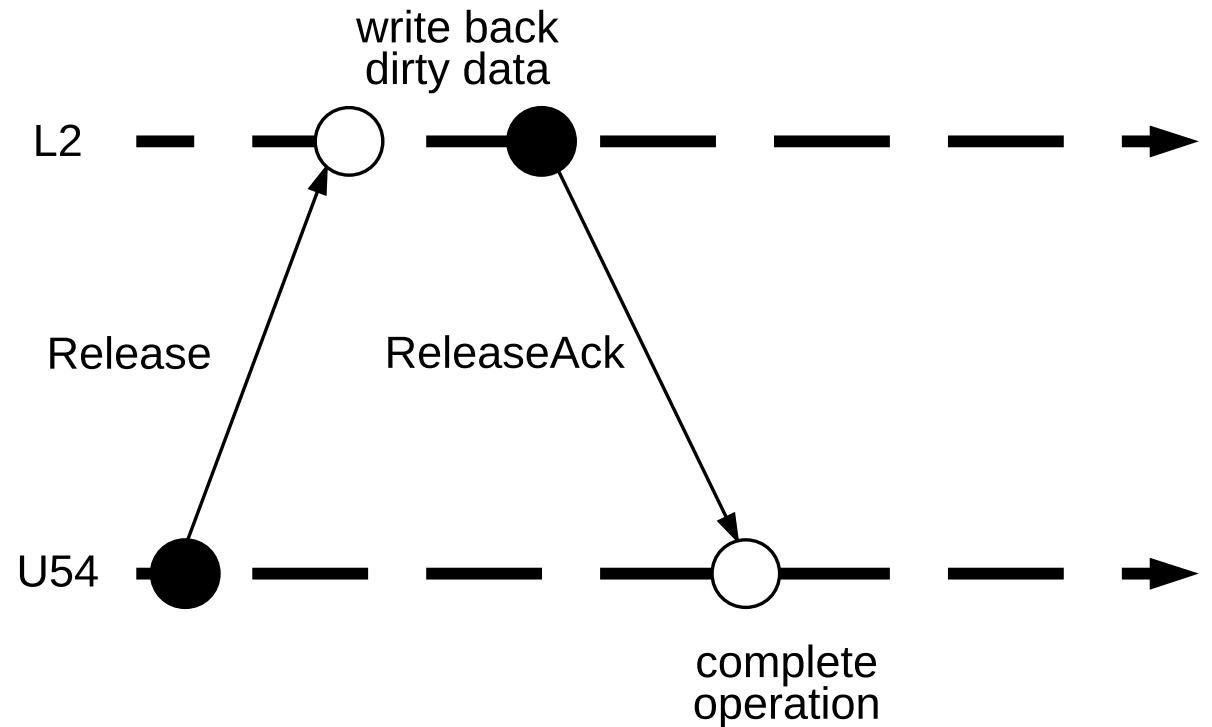 write back
dirty data
L2
Release
ReleaseAck
U54
complete
operation